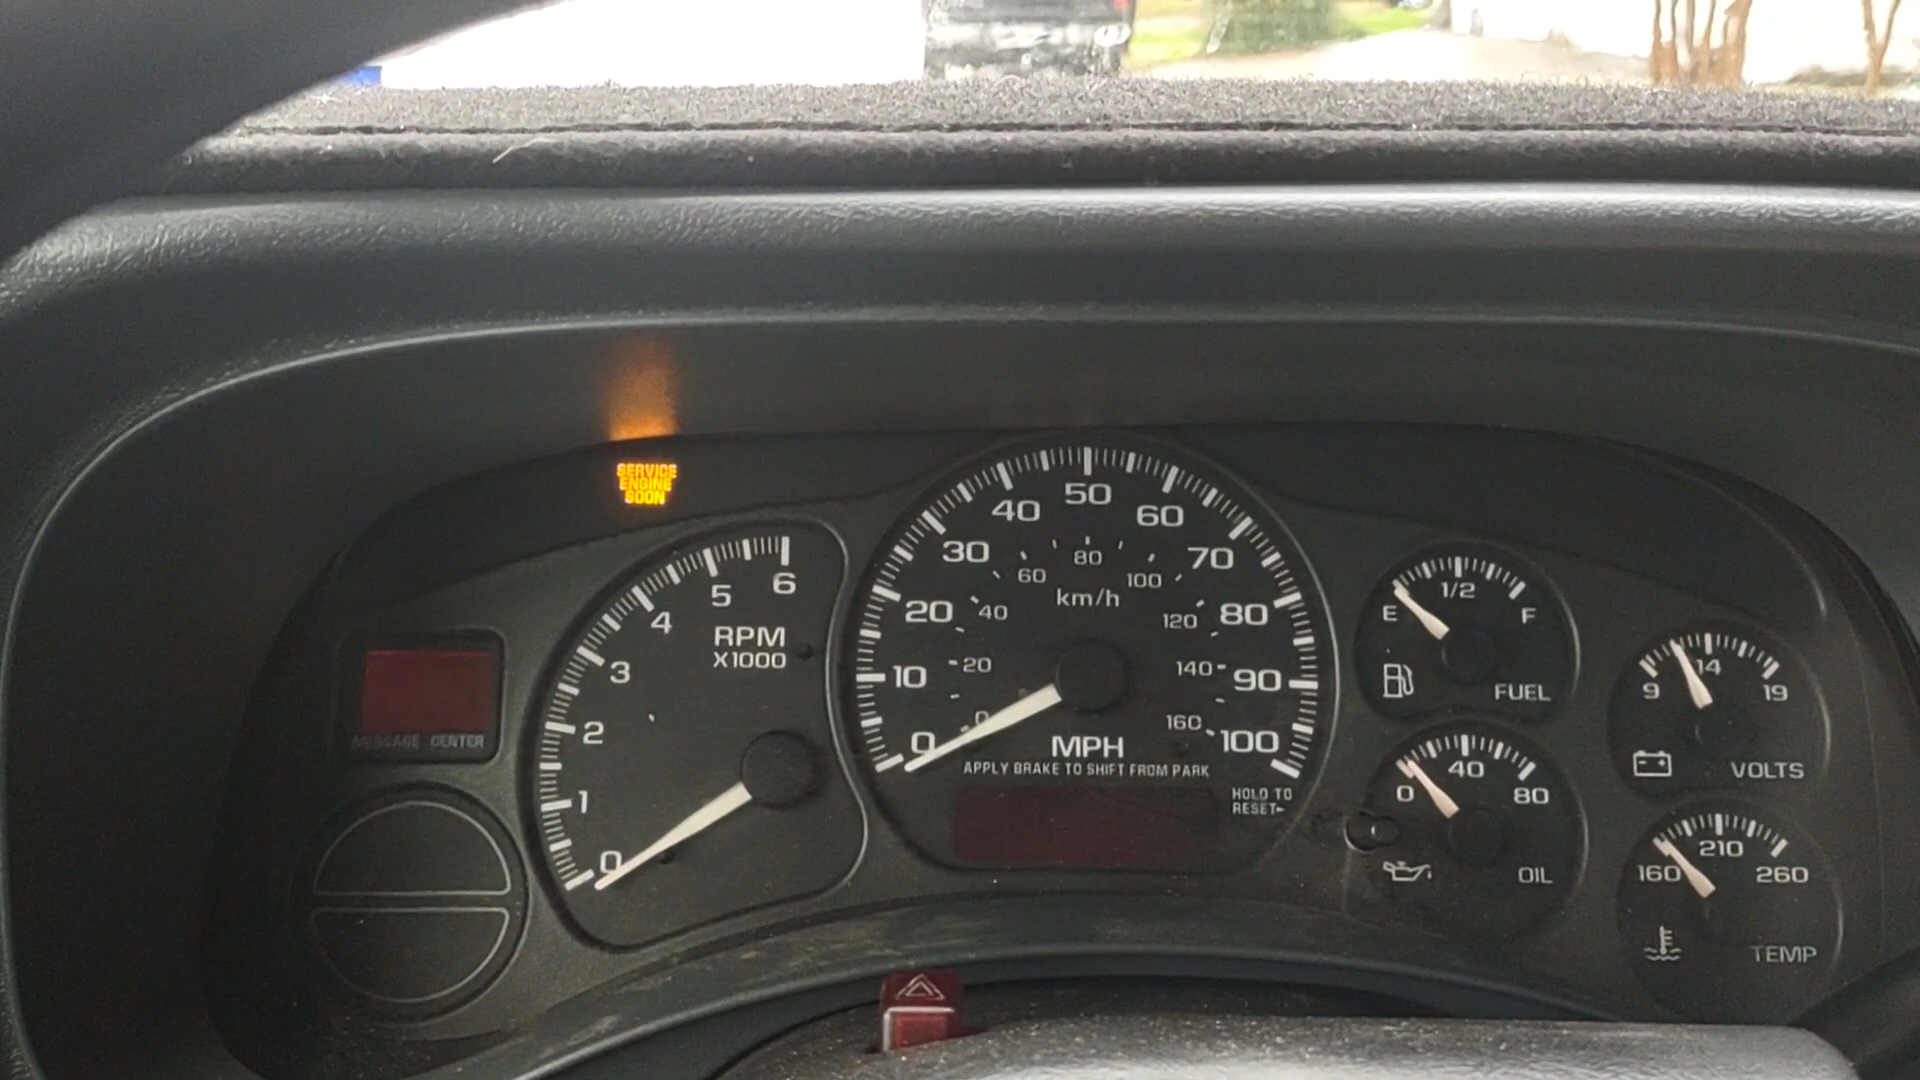 SERVICE
ENGINE
SOON
0
1
2
3
4
5
6
RPM
X1000
MESSAGE CENTER
0
10
20
30
40
50
60
70
80
90
100
0
20
40
60
80
100
120
140
160
km/h
MPH
APPLY BRAKE TO SHIFT FROM PARK
HOLD TO
RESET
E
1/2
F
FUEL
9
14
19
VOLTS
0
40
80
OIL
160
210
260
TEMP